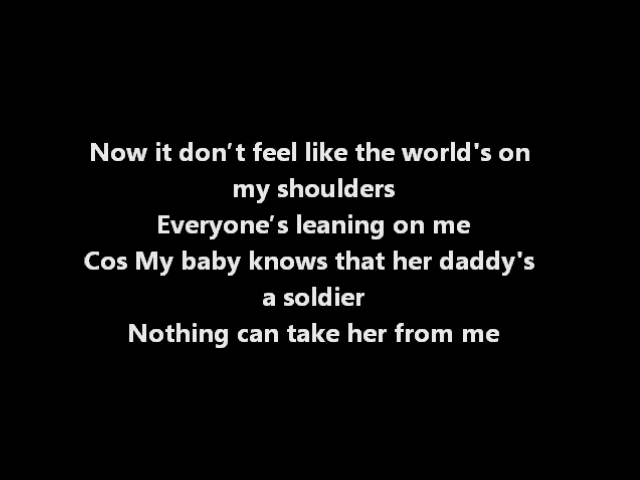 Now it don’t feel like the world's on
my shoulders
Everyone’s leaning on me
Cos My baby knows that her daddy's
a soldier
Nothing can take her from me